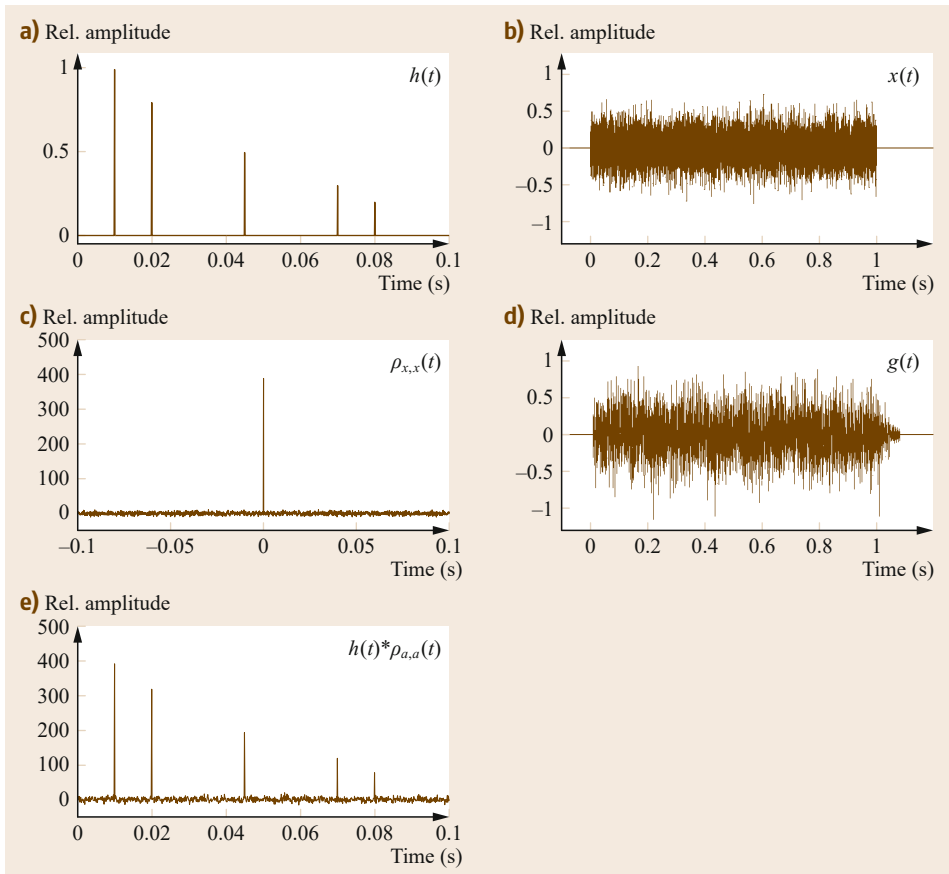 a) Rel. amplitude
h(t)
1
0.5
0
0 0.02 0.04 0.06 0.08 0.1
Time (s)
b) Rel. amplitude
x(t)
1
0.5
0
−0.5
−1
0 0.2 0.4 0.6 0.8 1
Time (s)
c) Rel. amplitude
ρx,x(t)
500
400
300
200
100
0
−0.1 −0.05 0 0.05 0.1
Time (s)
d) Rel. amplitude
g(t)
1
0.5
0
−0.5
−1
0 0.2 0.4 0.6 0.8 1
Time (s)
e) Rel. amplitude
h(t)*ρa,a(t)
500
400
300
200
100
0
0 0.02 0.04 0.06 0.08 0.1
Time (s)